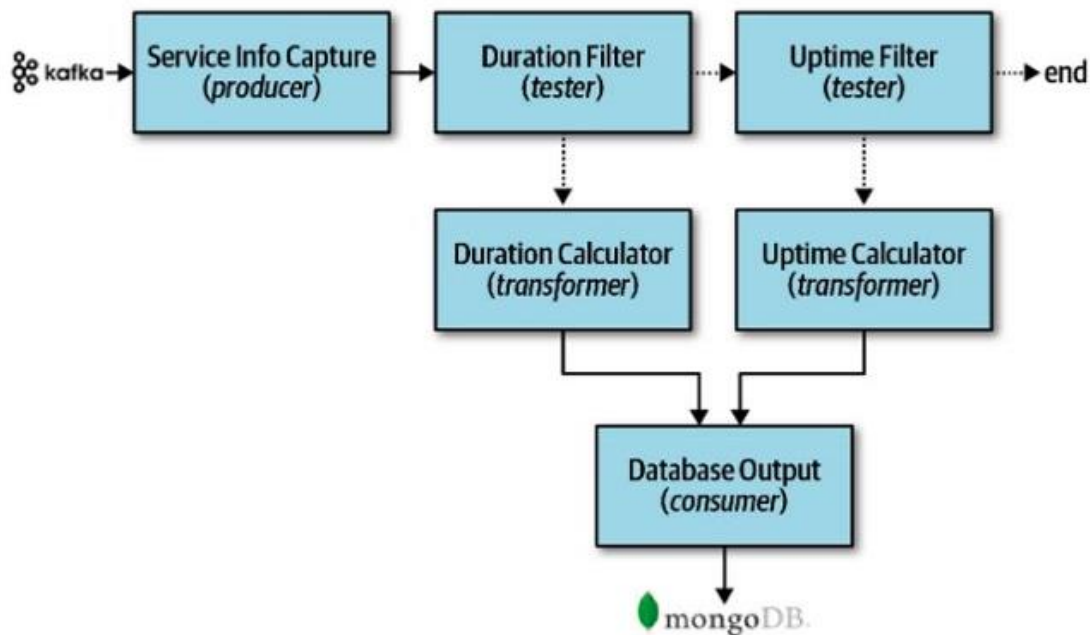 kafka
Service Info Capture
(producer)
Duration Filter
(tester)
Uptime Filter
(tester)
end
Duration Calculator
(transformer)
Uptime Calculator
(transformer)
Database Output
(consumer)
mongoDB.